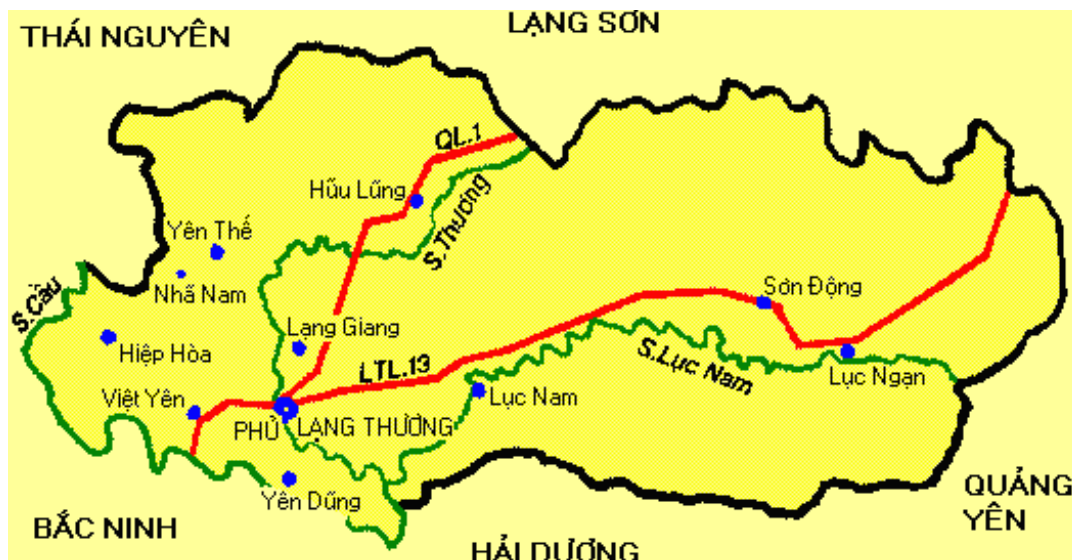 THÁI NGUYÊN
LẠNG SƠN
QL.1
Hữu Lũng
S.Thương
Yên Thế
Nhã Nam
S.Cầu
Sơn Động
Lạng Giang
Hiệp Hòa
LTL.13
S.Lục Nam
Lục Ngạn
Việt Yên
Lục Nam
PHỦ LẠNG THƯƠNG
Yên Dũng
QUẢNG
YÊN
BẮC NINH
HẢI DƯƠNG